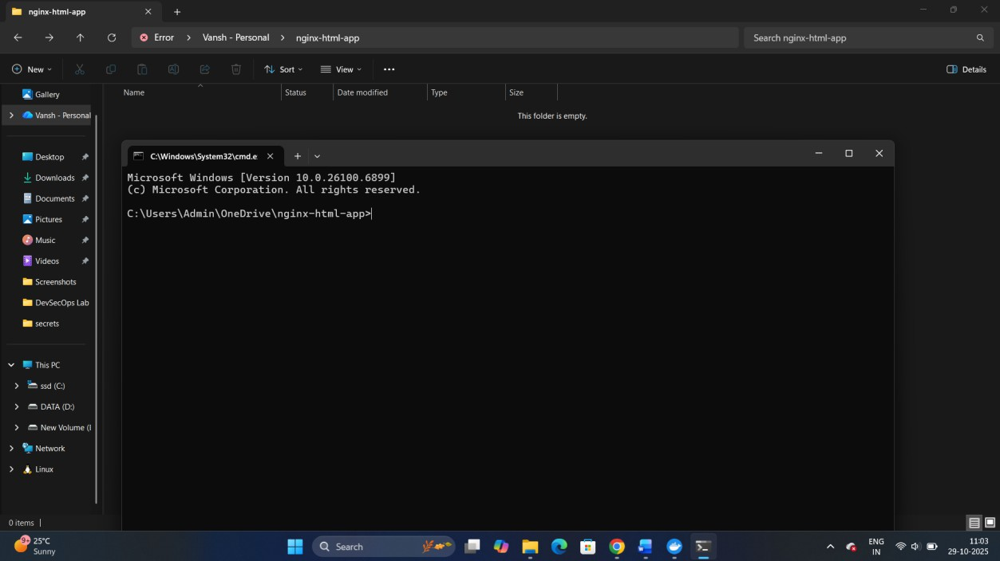 nginx-html-app
Error > Vansh - Personal > nginx-html-app
Search nginx-html-app
New
Sort
View
Details
Gallery
Vansh - Personal
Desktop
Downloads
Documents
Pictures
Music
Videos
Screenshots
DevSecOps Lab
secrets
This PC
ssd (C:)
DATA (D:)
New Volume (
Network
Linux
Name Status Date modified Type Size
This folder is empty.
C:\Windows\System32\cmd.e
Microsoft Windows [Version 10.0.26100.6899]
(c) Microsoft Corporation. All rights reserved.
C:\Users\Admin\OneDrive\nginx-html-app>
0 items
9+
25°C
Sunny
Search
ENG
IN
11:03
29-10-2025